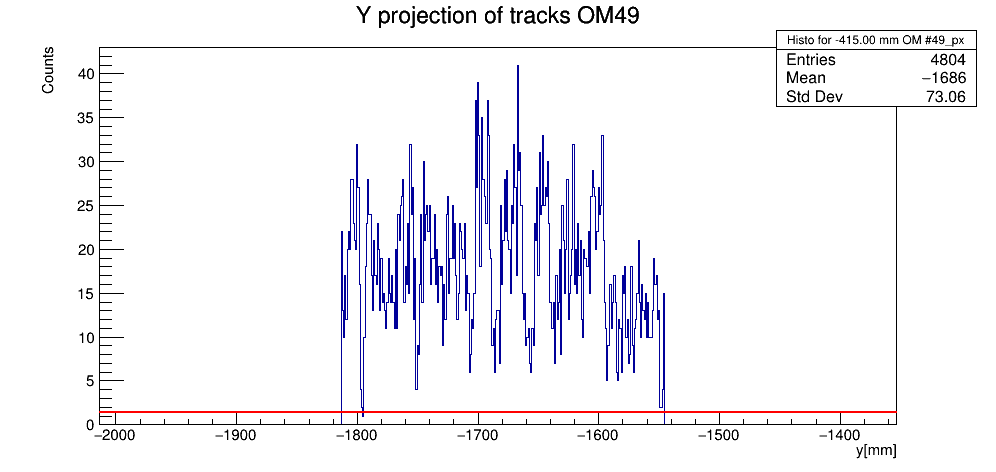 Y projection of tracks OM49
Histo for -415.00 mm OM #49_px
Entries 4804
Mean −1686
Std Dev 73.06
Counts
40
35
30
25
20
15
10
5
0
−2000 −1900 −1800 −1700 −1600 −1500 −1400
y[mm]